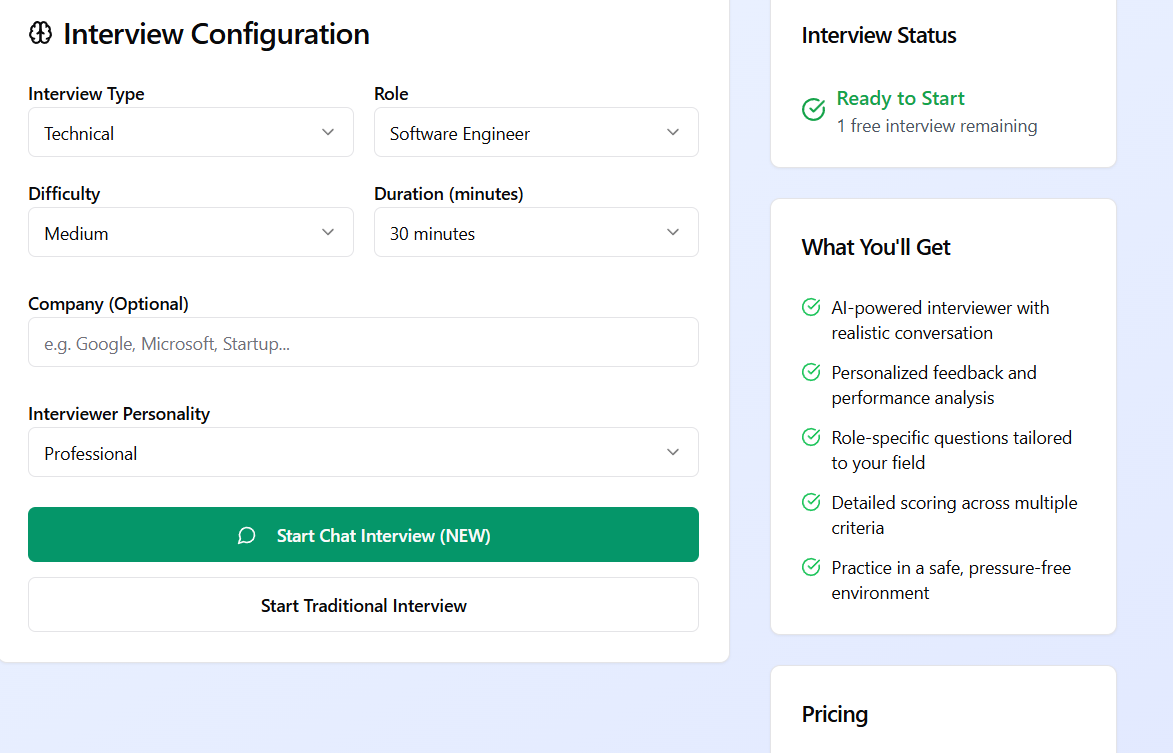 Interview Configuration
Interview Type
Role
Technical
Software Engineer
Difficulty
Duration (minutes)
Medium
30 minutes
Company (Optional)
e.g. Google, Microsoft, Startup...
Interviewer Personality
Professional
Start Chat Interview (NEW)
Start Traditional Interview
Interview Status
Ready to Start
1 free interview remaining
What You'll Get
AI-powered interviewer with
realistic conversation
Personalized feedback and
performance analysis
Role-specific questions tailored
to your field
Detailed scoring across multiple
criteria
Practice in a safe, pressure-free
environment
Pricing